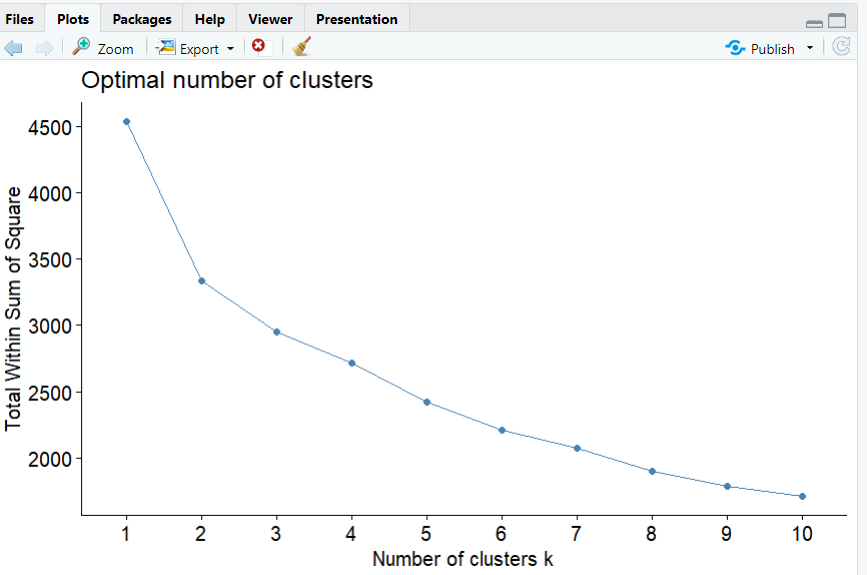 Files Plots Packages Help Viewer Presentation
Zoom Export Publish
Optimal number of clusters
Total Within Sum of Square
4500
4000
3500
3000
2500
2000
1 2 3 4 5 6 7 8 9 10
Number of clusters k